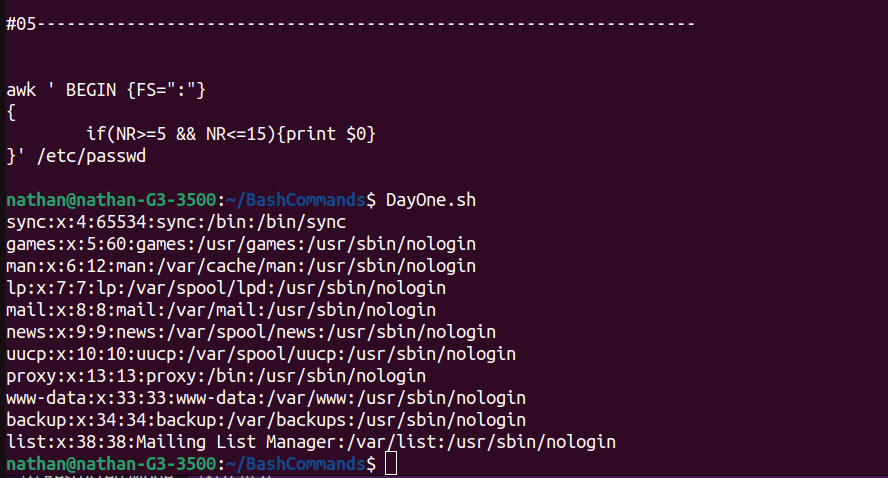 #05------------------------------------------------------------------
awk ' BEGIN {FS=":"}
{
        if(NR>=5 && NR<=15){print $0}
}' /etc/passwd
nathan@nathan-G3-3500:~/BashCommands$ DayOne.sh
sync:x:4:65534:sync:/bin:/bin/sync
games:x:5:60:games:/usr/games:/usr/sbin/nologin
man:x:6:12:man:/var/cache/man:/usr/sbin/nologin
lp:x:7:7:lp:/var/spool/lpd:/usr/sbin/nologin
mail:x:8:8:mail:/var/mail:/usr/sbin/nologin
news:x:9:9:news:/var/spool/news:/usr/sbin/nologin
uucp:x:10:10:uucp:/var/spool/uucp:/usr/sbin/nologin
proxy:x:13:13:proxy:/bin:/usr/sbin/nologin
www-data:x:33:33:www-data:/var/www:/usr/sbin/nologin
backup:x:34:34:backup:/var/backups:/usr/sbin/nologin
list:x:38:38:Mailing List Manager:/var/list:/usr/sbin/nologin
nathan@nathan-G3-3500:~/BashCommands$